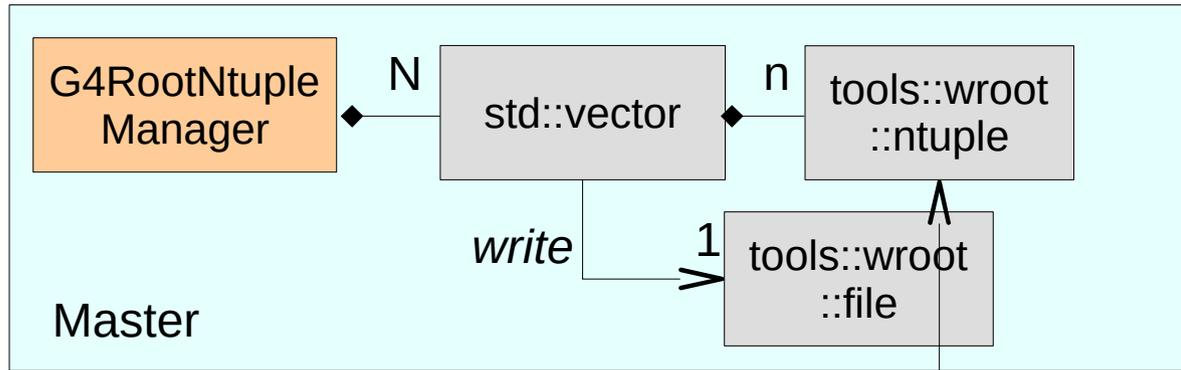 G4RootNtuple
Manager
N
std::vector
n
tools::wroot
::ntuple
write
1
tools::wroot
::file
Master